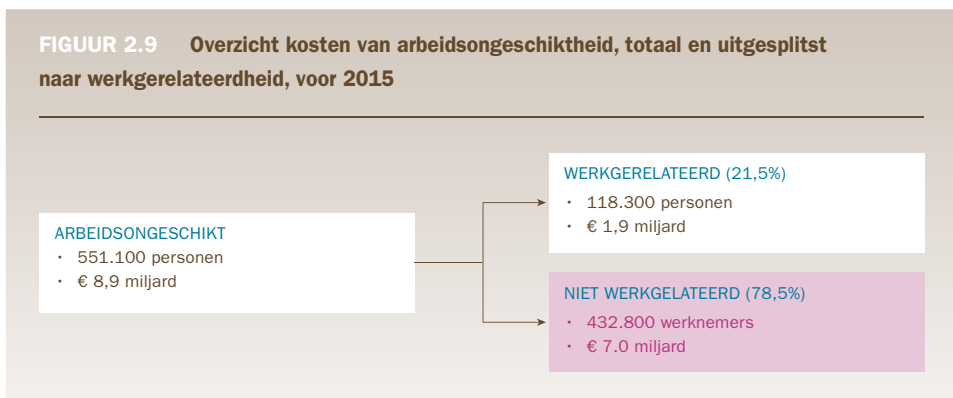 FIGUUR 2.9 Overzicht kosten van arbeidsongeschiktheid, totaal en uitgesplitst
naar werkgerelateerdheid, voor 2015
ARBEIDSONGESCHIKT
• 551.100 personen
• € 8,9 miljard
WERKGERELATEERD (21,5%)
• 118.300 personen
• € 1,9 miljard
NIET WERKGELATEERD (78,5%)
• 432.800 werknemers
• € 7.0 miljard